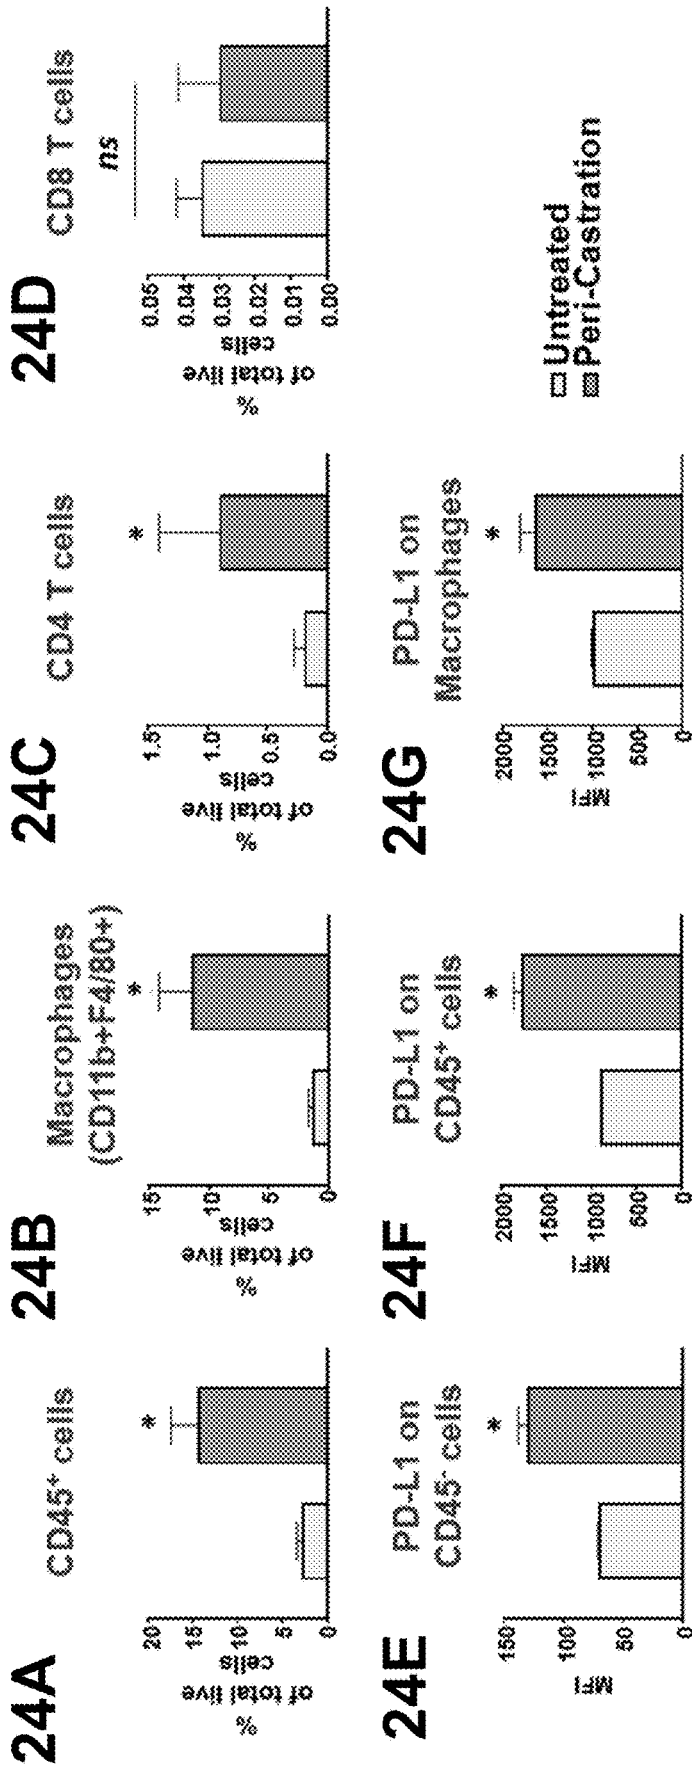 24A
CD45⁺ cells
*
%
of total live
cells
20
15
10
5
0
24B
Macrophages
(CD11b+F4/80+)
*
%
of total live
cells
15
10
5
0
24C
CD4 T cells
*
%
of total live
cells
1.5
1.0
0.5
0.0
24D
CD8 T cells
ns
%
of total live
cells
0.05
0.04
0.03
0.02
0.01
0.00
24E
PD-L1 on
CD45⁻ cells
*
MFI
150
100
50
0
24F
PD-L1 on
CD45⁺ cells
*
MFI
2000
1500
1000
500
0
24G
PD-L1 on
Macrophages
*
MFI
2000
1500
1000
500
0
Untreated
Peri-Castration